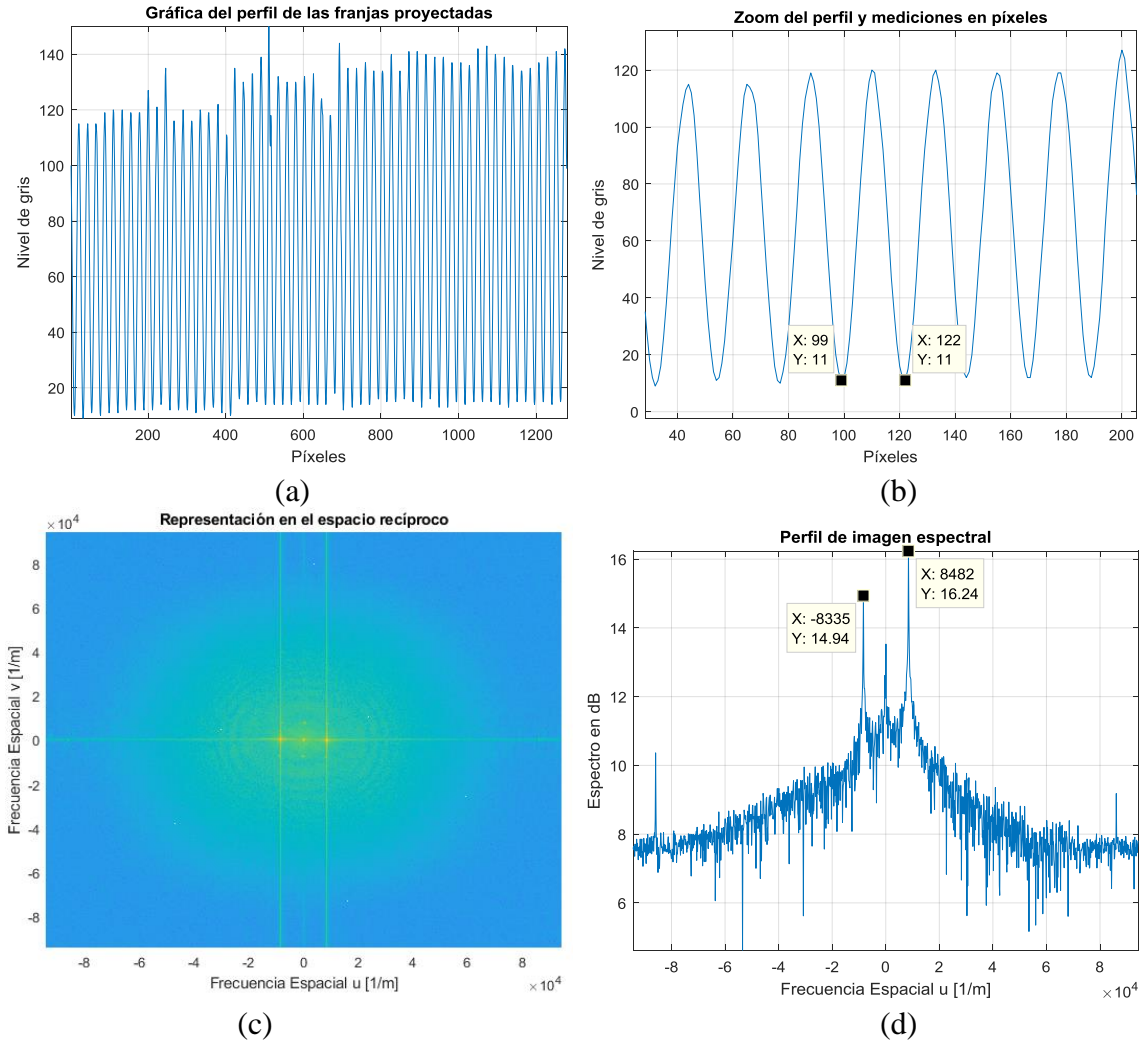 Gráfica del perfil de las franjas proyectadas
Nivel de gris
140
120
100
80
60
40
20
200
400
600
800
1000
1200
Píxeles
(a)
Zoom del perfil y mediciones en píxeles
Nivel de gris
120
100
80
60
40
20
0
X: 99
Y: 11
X: 122
Y: 11
40
60
80
100
120
140
160
180
200
Píxeles
(b)
Representación en el espacio recíproco
×10⁴
Frecuencia Espacial v [1/m]
8
6
4
2
0
-2
-4
-6
-8
-8
-6
-4
-2
0
2
4
6
8
Frecuencia Espacial u [1/m]
×10⁴
(c)
Perfil de imagen espectral
Espectro en dB
16
14
12
10
8
6
X: -8335
Y: 14.94
X: 8482
Y: 16.24
-8
-6
-4
-2
0
2
4
6
8
Frecuencia Espacial u [1/m]
×10⁴
(d)